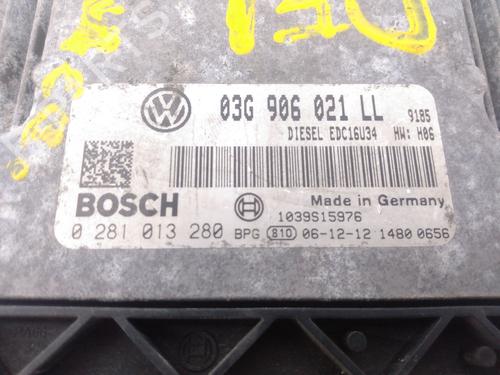 03G 906 021 LL 9185
DIESEL EDC16U34 HW: H06
BOSCH
Made in Germany
1039S15976
0 281 013 280 BPG 810 06-12-12 1480 0656